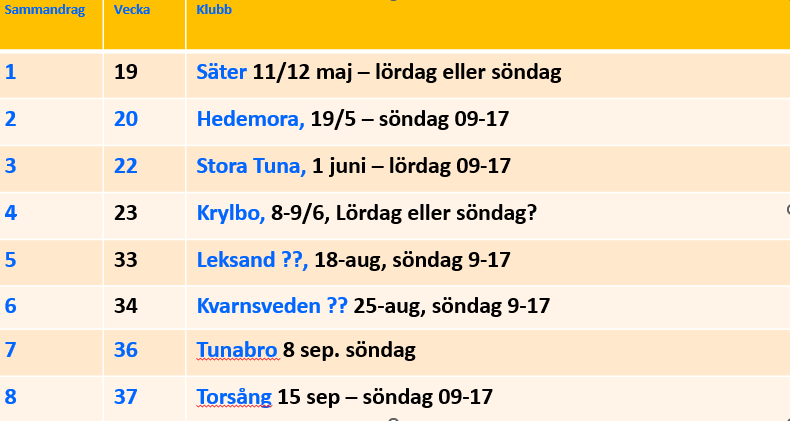 Sammandrag Vecka Klubb
1 19 Säter 11/12 maj – lördag eller söndag
2 20 Hedemora, 19/5 – söndag 09-17
3 22 Stora Tuna, 1 juni – lördag 09-17
4 23 Krylbo, 8-9/6, Lördag eller söndag?
5 33 Leksand ??, 18-aug, söndag 9-17
6 34 Kvarnsveden ?? 25-aug, söndag 9-17
7 36 Tunabro 8 sep. söndag
8 37 Torsång 15 sep – söndag 09-17